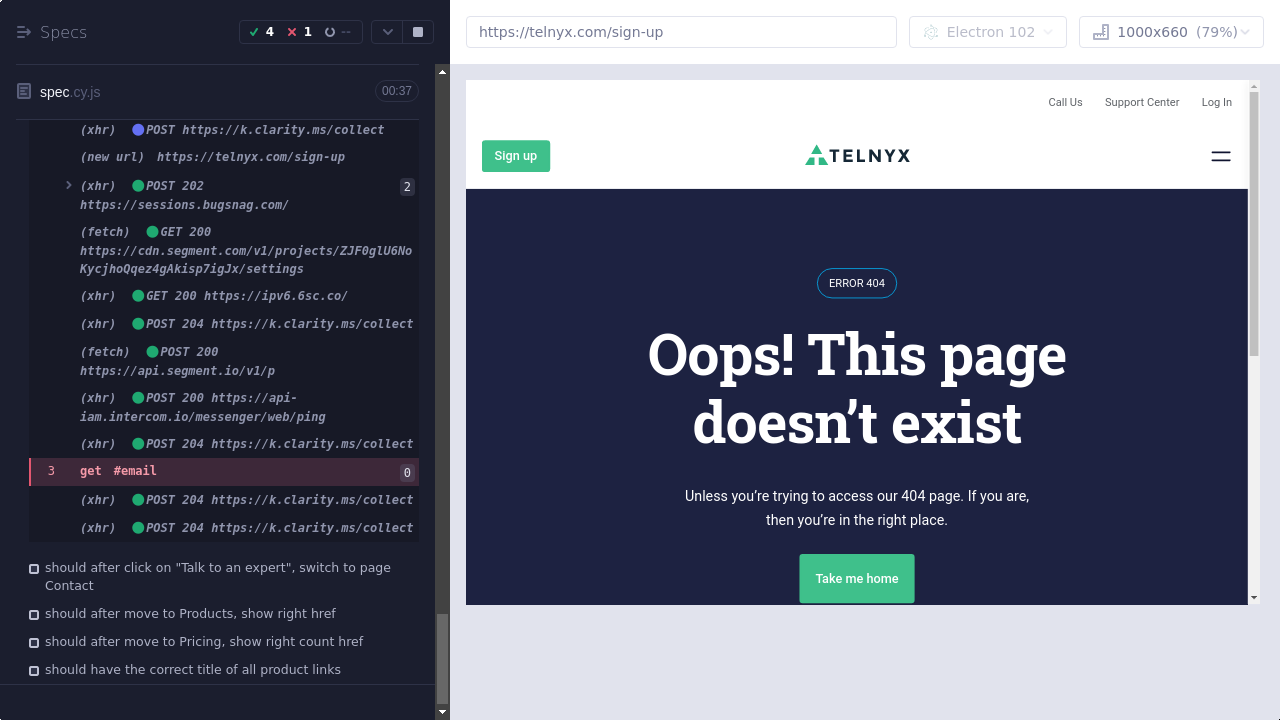 Specs
4
1
--
spec.cy.js
00:37
(xhr) POST https://k.clarity.ms/collect
(new url) https://telnyx.com/sign-up
(xhr) POST 202
https://sessions.bugsnag.com/
2
(fetch) GET 200
https://cdn.segment.com/v1/projects/ZJF0glU6No
KycjhoQqez4gAkisp7igJx/settings
(xhr) GET 200 https://ipv6.6sc.co/
(xhr) POST 204 https://k.clarity.ms/collect
(fetch) POST 200
https://api.segment.io/v1/p
(xhr) POST 200 https://api-
iam.intercom.io/messenger/web/ping
(xhr) POST 204 https://k.clarity.ms/collect
3 get #email 0
(xhr) POST 204 https://k.clarity.ms/collect
(xhr) POST 204 https://k.clarity.ms/collect
should after click on "Talk to an expert", switch to page
Contact
should after move to Products, show right href
should after move to Pricing, show right count href
should have the correct title of all product links
https://telnyx.com/sign-up
Electron 102
1000x660 (79%)
Call Us
Support Center
Log In
Sign up
TELNYX
ERROR 404
Oops! This page
doesn’t exist
Unless you’re trying to access our 404 page. If you are,
then you’re in the right place.
Take me home